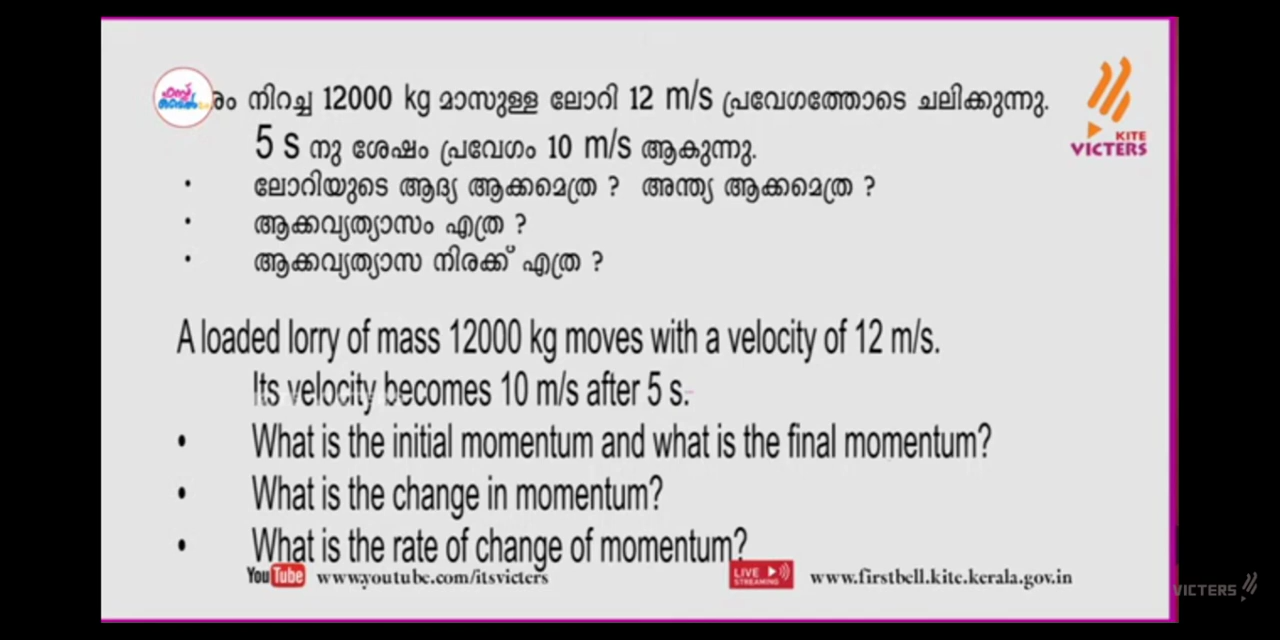 രം നിറച്ച 12000 kg മാസുള്ള ലോറി 12 m/s പ്രവേഗത്തോടെ ചലിക്കുന്നു.
5 s നു ശേഷം പ്രവേഗം 10 m/s ആകുന്നു.
• ലോറിയുടെ ആദ്യ ആക്കമെത്ര ? അന്ത്യ ആക്കമെത്ര ?
• ആക്കവ്യത്യാസം എത്ര ?
• ആക്കവ്യത്യാസ നിരക്ക് എത്ര ?
KITE
VICTERS
A loaded lorry of mass 12000 kg moves with a velocity of 12 m/s.
Its velocity becomes 10 m/s after 5 s.
• What is the initial momentum and what is the final momentum?
• What is the change in momentum?
• What is the rate of change of momentum?
YouTube www.youtube.com/itsvicters LIVE STREAMING www.firstbell.kite.kerala.gov.in
VICTERS